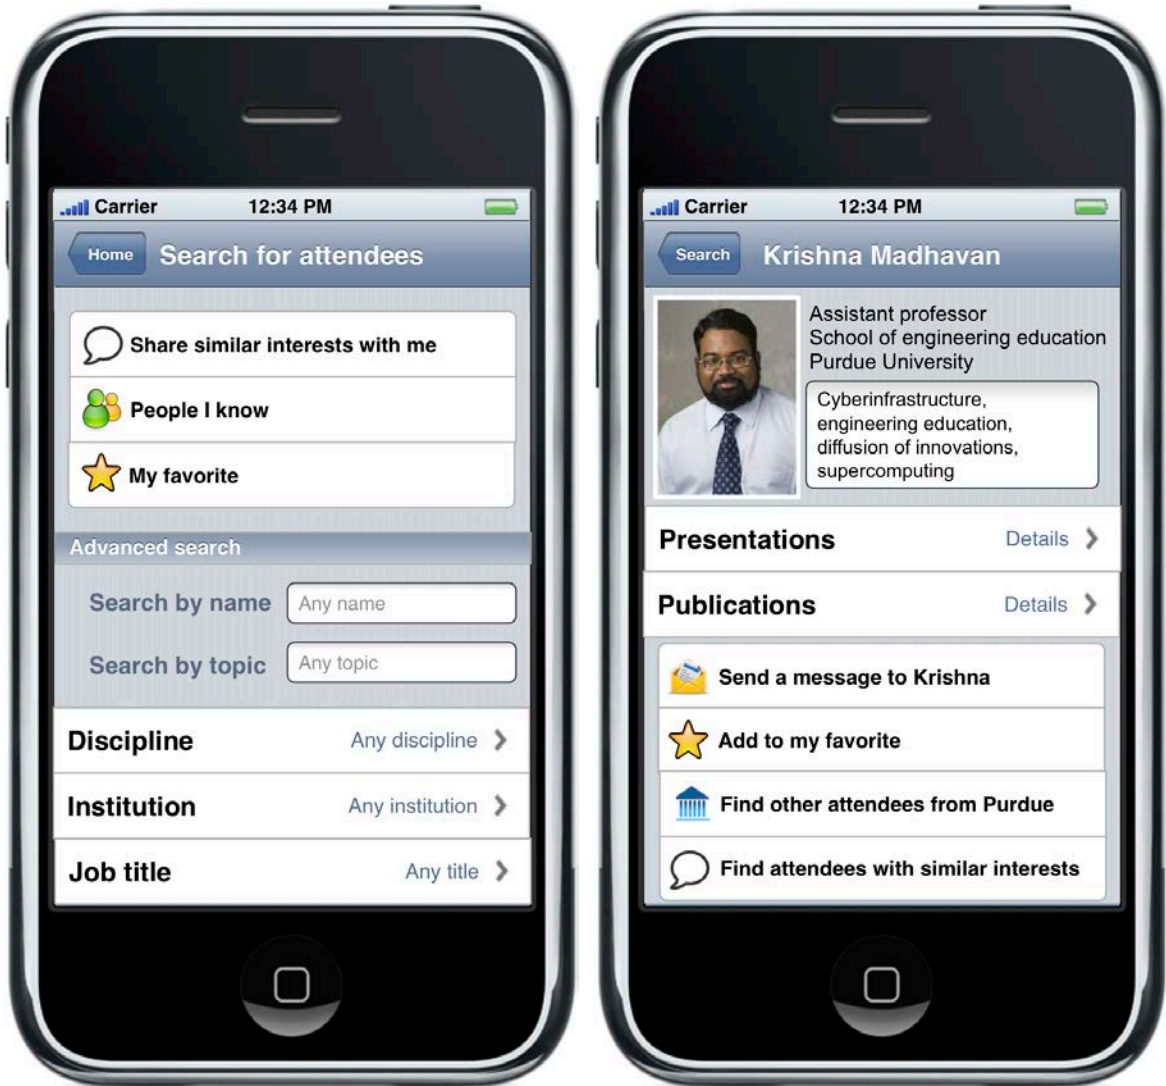 Carrier 12:34 PM
Home Search for attendees
Share similar interests with me
People I know
My favorite
Advanced search
Search by name Any name
Search by topic Any topic
Discipline Any discipline
Institution Any institution
Job title Any title
Carrier 12:34 PM
Search Krishna Madhavan
Assistant professor
School of engineering education
Purdue University
Cyberinfrastructure,
engineering education,
diffusion of innovations,
supercomputing
Presentations Details
Publications Details
Send a message to Krishna
Add to my favorite
Find other attendees from Purdue
Find attendees with similar interests